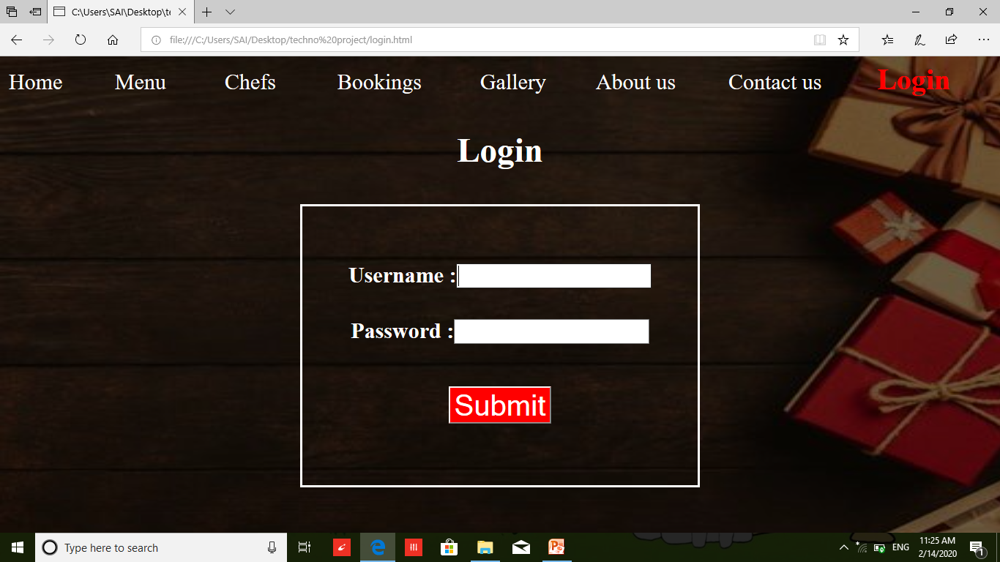 C:\Users\SAI\Desktop\te
file:///C:/Users/SAI/Desktop/techno%20project/login.html
Home Menu Chefs Bookings Gallery About us Contact us Login
Login
Username :
Password :
Submit
Type here to search
ENG
11:25 AM
2/14/2020
1